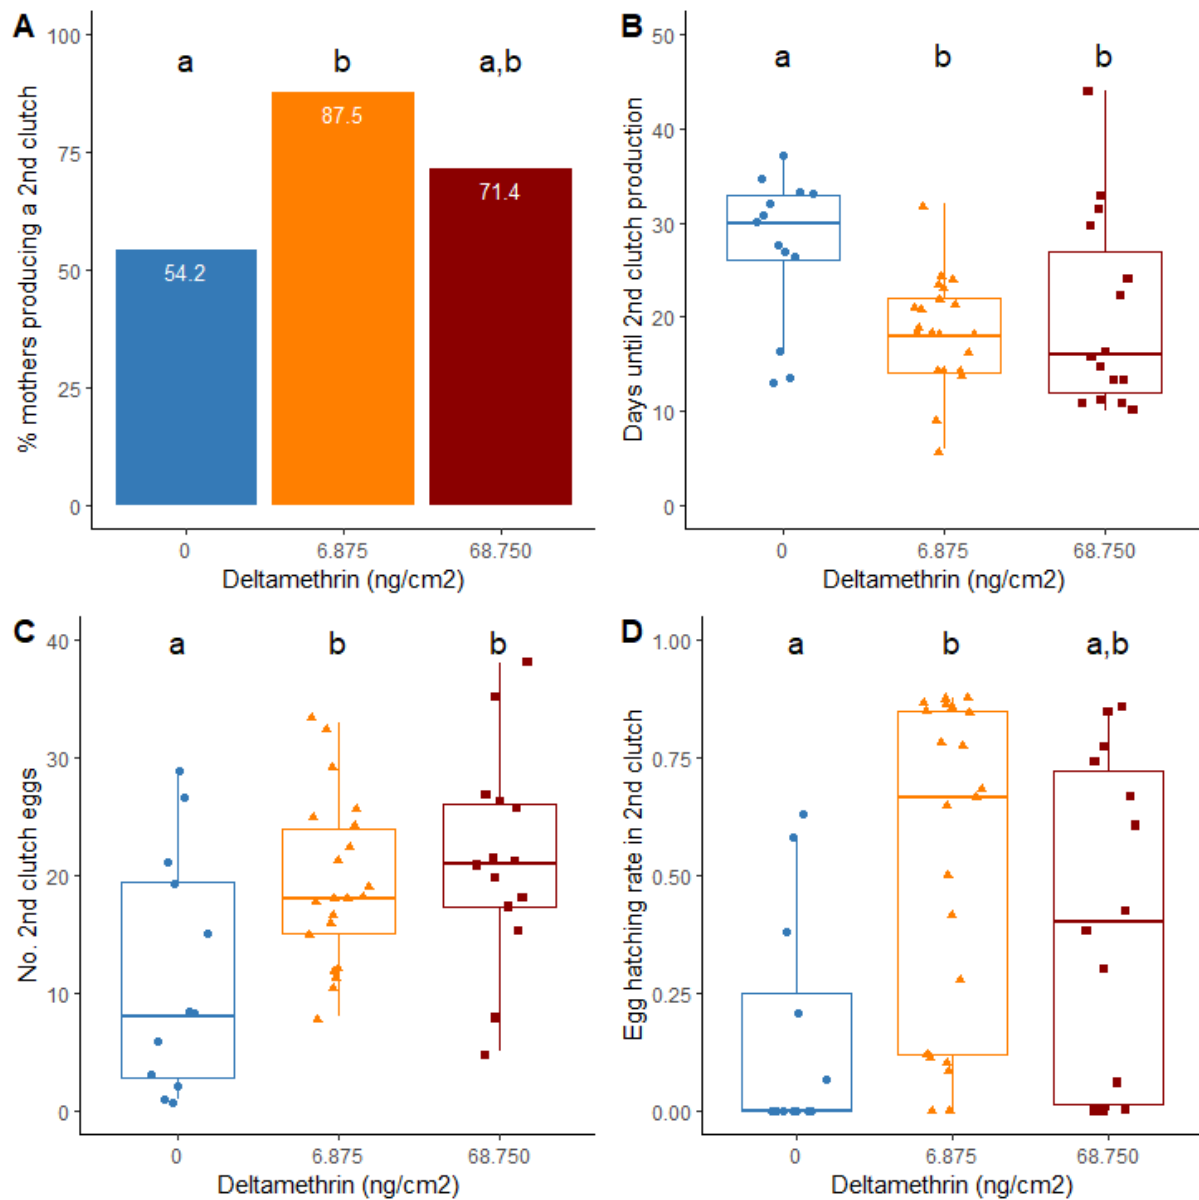 A
% mothers producing a 2nd clutch
100
75
50
25
0
a
b
a,b
54.2
87.5
71.4
0
6.875
68.750
Deltamethrin (ng/cm2)
B
Days until 2nd clutch production
50
40
30
20
10
0
a
b
b
0
6.875
68.750
Deltamethrin (ng/cm2)
C
No. 2nd clutch eggs
40
30
20
10
0
a
b
b
0
6.875
68.750
Deltamethrin (ng/cm2)
D
Egg hatching rate in 2nd clutch
1.00
0.75
0.50
0.25
0.00
a
b
a,b
0
6.875
68.750
Deltamethrin (ng/cm2)